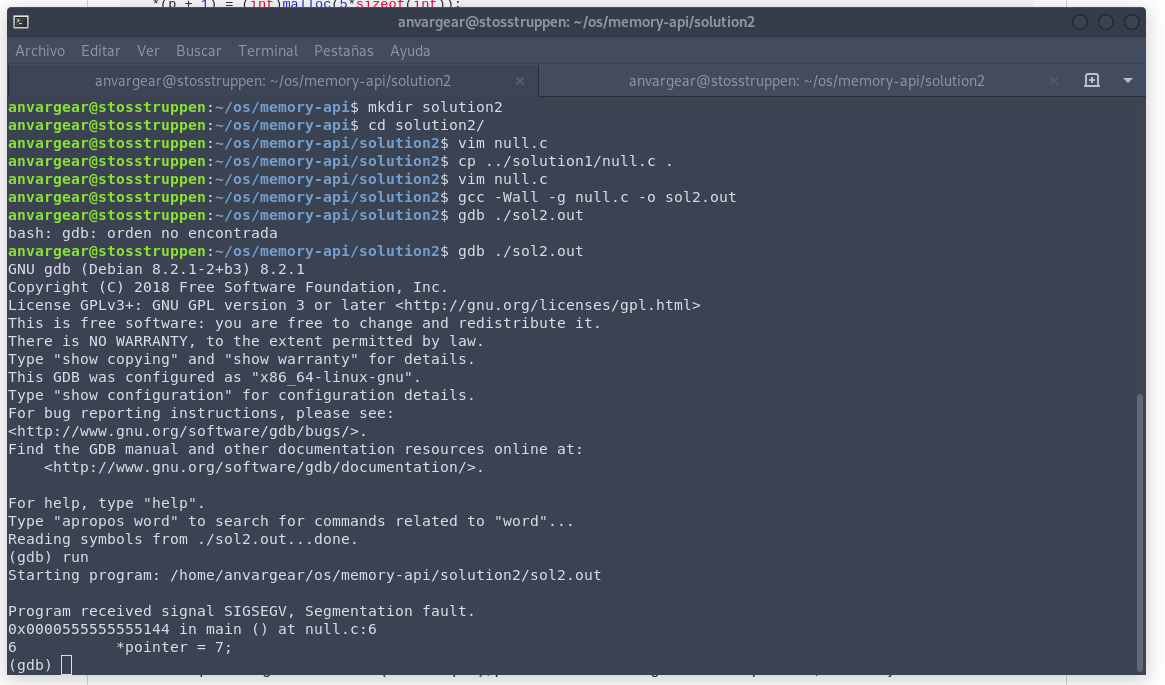 *(p + 1) = (int)malloc(5*sizeof(int));
anvargear@stosstruppen: ~/os/memory-api/solution2
Archivo Editar Ver Buscar Terminal Pestañas Ayuda
anvargear@stosstruppen: ~/os/memory-api/solution2 × anvargear@stosstruppen: ~/os/memory-api/solution2 ×
anvargear@stosstruppen:~/os/memory-api$ mkdir solution2
anvargear@stosstruppen:~/os/memory-api$ cd solution2/
anvargear@stosstruppen:~/os/memory-api/solution2$ vim null.c
anvargear@stosstruppen:~/os/memory-api/solution2$ cp ../solution1/null.c .
anvargear@stosstruppen:~/os/memory-api/solution2$ vim null.c
anvargear@stosstruppen:~/os/memory-api/solution2$ gcc -Wall -g null.c -o sol2.out
anvargear@stosstruppen:~/os/memory-api/solution2$ gdb ./sol2.out
bash: gdb: orden no encontrada
anvargear@stosstruppen:~/os/memory-api/solution2$ gdb ./sol2.out
GNU gdb (Debian 8.2.1-2+b3) 8.2.1
Copyright (C) 2018 Free Software Foundation, Inc.
License GPLv3+: GNU GPL version 3 or later <http://gnu.org/licenses/gpl.html>
This is free software: you are free to change and redistribute it.
There is NO WARRANTY, to the extent permitted by law.
Type "show copying" and "show warranty" for details.
This GDB was configured as "x86_64-linux-gnu".
Type "show configuration" for configuration details.
For bug reporting instructions, please see:
<http://www.gnu.org/software/gdb/bugs/>.
Find the GDB manual and other documentation resources online at:
    <http://www.gnu.org/software/gdb/documentation/>.
For help, type "help".
Type "apropos word" to search for commands related to "word"...
Reading symbols from ./sol2.out...done.
(gdb) run
Starting program: /home/anvargear/os/memory-api/solution2/sol2.out
Program received signal SIGSEGV, Segmentation fault.
0x0000555555555144 in main () at null.c:6
6           *pointer = 7;
(gdb)